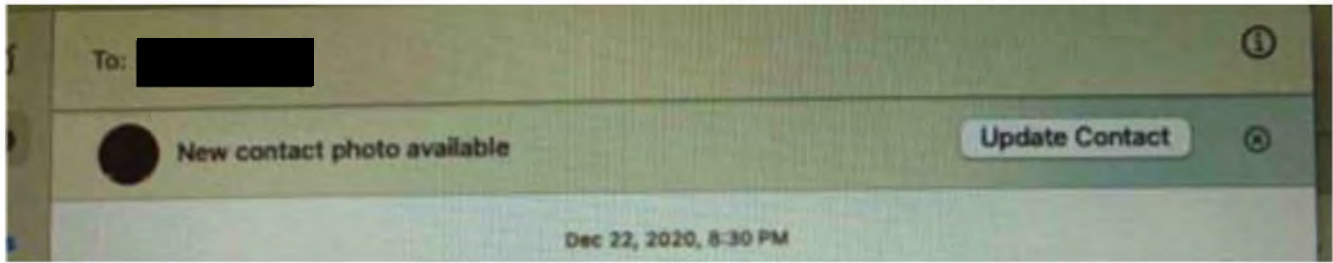 To:
New contact photo available
Update Contact
Dec 22, 2020, 8:30 PM